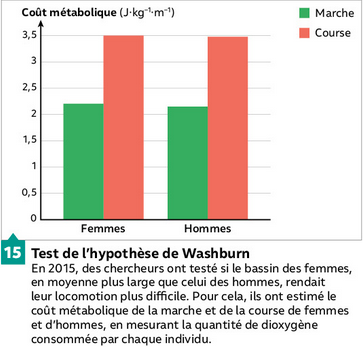 Coût métabolique (J·kg⁻¹·m⁻¹)
Marche
Course
3,5
3
2,5
2
1,5
1
0,5
0
Femmes
Hommes
15 Test de l'hypothèse de Washburn
En 2015, des chercheurs ont testé si le bassin des femmes,
en moyenne plus large que celui des hommes, rendait
leur locomotion plus difficile. Pour cela, ils ont estimé le
coût métabolique de la marche et de la course de femmes
et d'hommes, en mesurant la quantité de dioxygène
consommée par chaque individu.